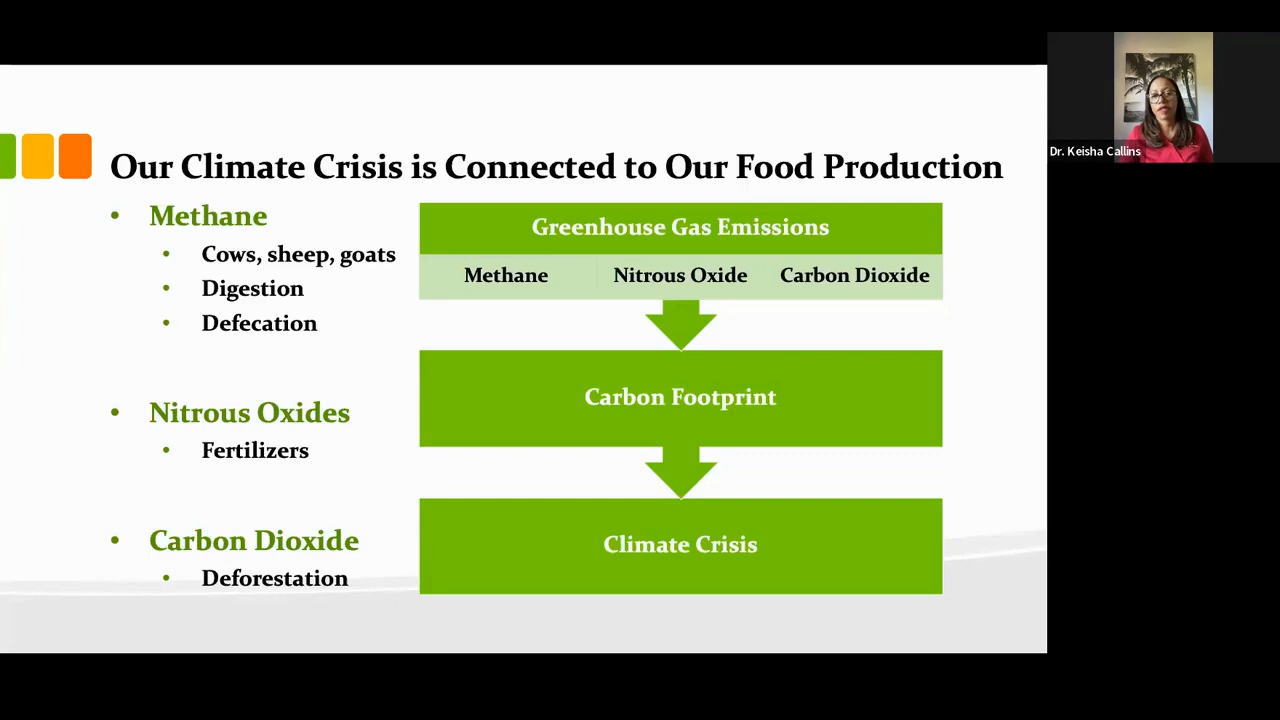 Our Climate Crisis is Connected to Our Food Production
• Methane
• Cows, sheep, goats
• Digestion
• Defecation
• Nitrous Oxides
• Fertilizers
• Carbon Dioxide
• Deforestation
Greenhouse Gas Emissions
Methane Nitrous Oxide Carbon Dioxide
Carbon Footprint
Climate Crisis
Dr. Keisha Callins